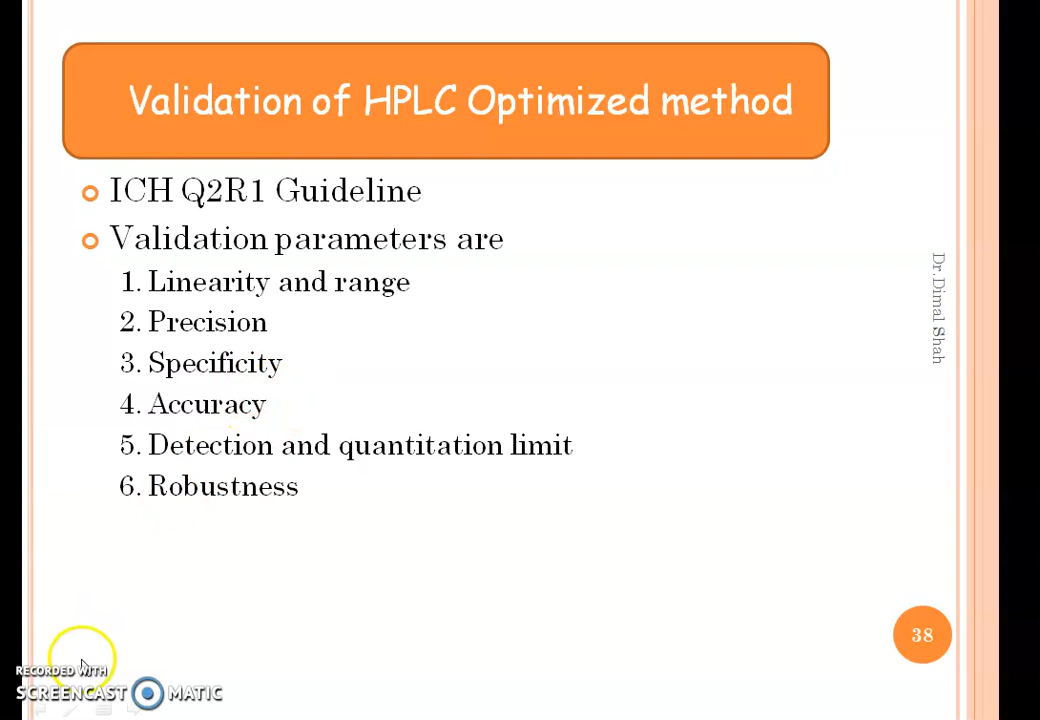 Validation of HPLC Optimized method
ICH Q2R1 Guideline
Validation parameters are
1. Linearity and range
2. Precision
3. Specificity
4. Accuracy
5. Detection and quantitation limit
6. Robustness
Dr.Dimal Shah
38
RECORDED WITH
SCREENCAST MATIC